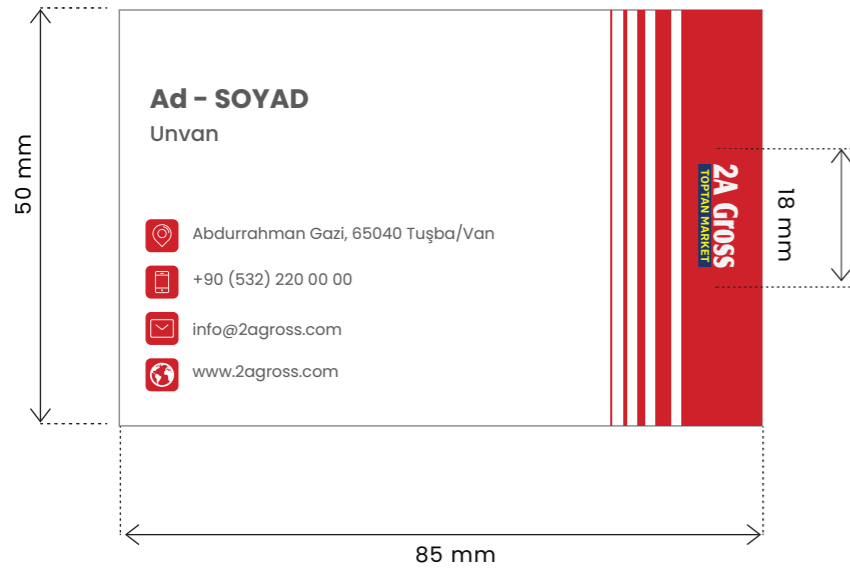 50 mm
Ad - SOYAD
Unvan
Abdurrahman Gazi, 65040 Tuşba/Van
+90 (532) 220 00 00
info@2agross.com
www.2agross.com
2A Gross
TOPTAN MARKET
18 mm
85 mm